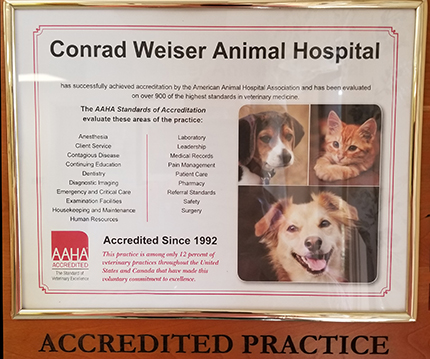 Conrad Weiser Animal Hospital
has successfully achieved accreditation by the American Animal Hospital Association and has been evaluated
on over 900 of the highest standards in veterinary medicine.
The AAHA Standards of Accreditation
evaluate these areas of the practice:
Anesthesia
Client Service
Contagious Disease
Continuing Education
Dentistry
Diagnostic Imaging
Emergency and Critical Care
Examination Facilities
Housekeeping and Maintenance
Human Resources
Laboratory
Leadership
Medical Records
Pain Management
Patient Care
Pharmacy
Referral Standards
Safety
Surgery
AAHA
ACCREDITED
The Standard of
Veterinary Excellence
Accredited Since 1992
This practice is among only 12 percent of
veterinary practices throughout the United
States and Canada that have made this
voluntary commitment to excellence.
ACCREDITED PRACTICE